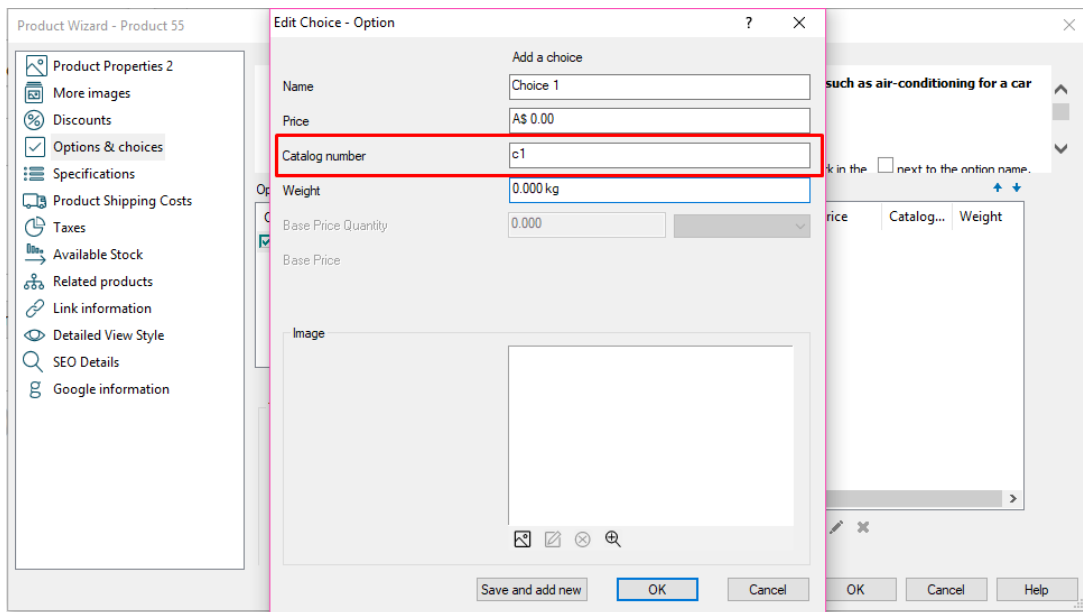 Product Wizard - Product 55
Product Properties 2
More images
Discounts
Options & choices
Specifications
Product Shipping Costs
Taxes
Available Stock
Related products
Link information
Detailed View Style
SEO Details
Google information
Edit Choice - Option
?
Add a choice
Name
Choice 1
Price
A$ 0.00
Catalog number
c1
Weight
0.000 kg
Base Price Quantity
0.000
Base Price
Image
Save and add new
OK
Cancel
such as air-conditioning for a car
in the
next to the option name.
rice
Catalog...
Weight
OK
Cancel
Help